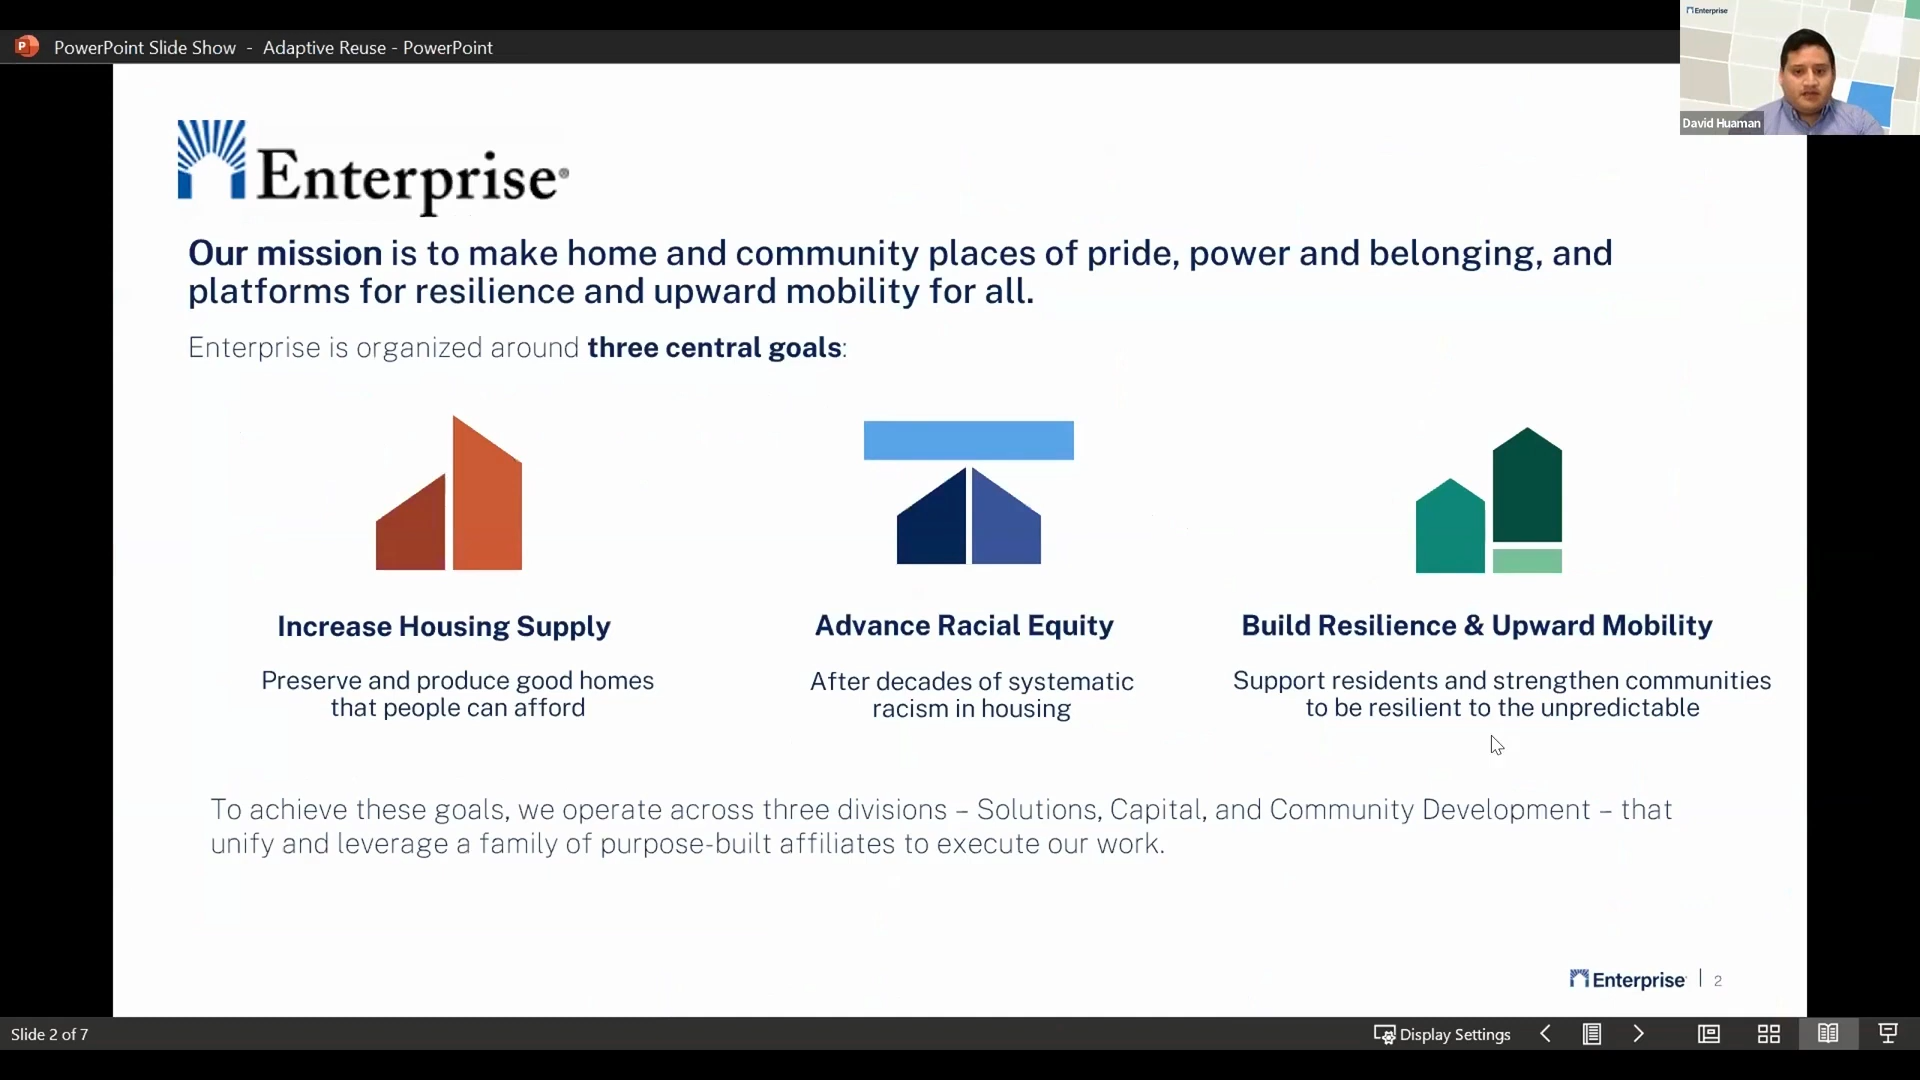 Enterprise
PowerPoint Slide Show - Adaptive Reuse - PowerPoint
David Huaman
Enterprise®
Our mission is to make home and community places of pride, power and belonging, and
platforms for resilience and upward mobility for all.
Enterprise is organized around three central goals:
Increase Housing Supply
Preserve and produce good homes
that people can afford
Advance Racial Equity
After decades of systematic
racism in housing
Build Resilience & Upward Mobility
Support residents and strengthen communities
to be resilient to the unpredictable
To achieve these goals, we operate across three divisions – Solutions, Capital, and Community Development – that
unify and leverage a family of purpose-built affiliates to execute our work.
Enterprise | 2
Slide 2 of 7
Display Settings